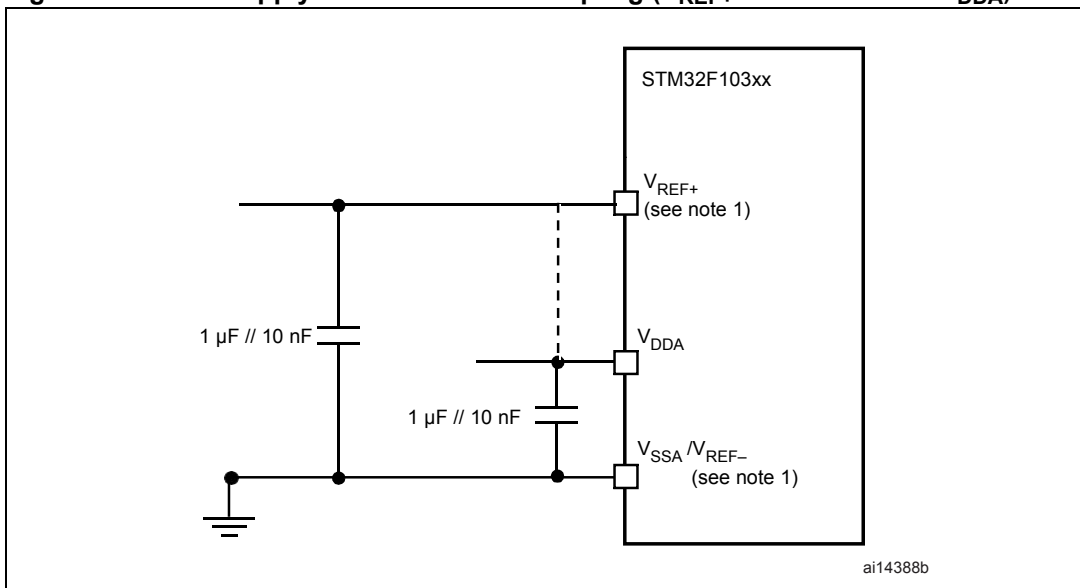 STM32F103xx
VREF+
(see note 1)
1 µF // 10 nF
VDDA
1 µF // 10 nF
VSSA /VREF–
(see note 1)
ai14388b